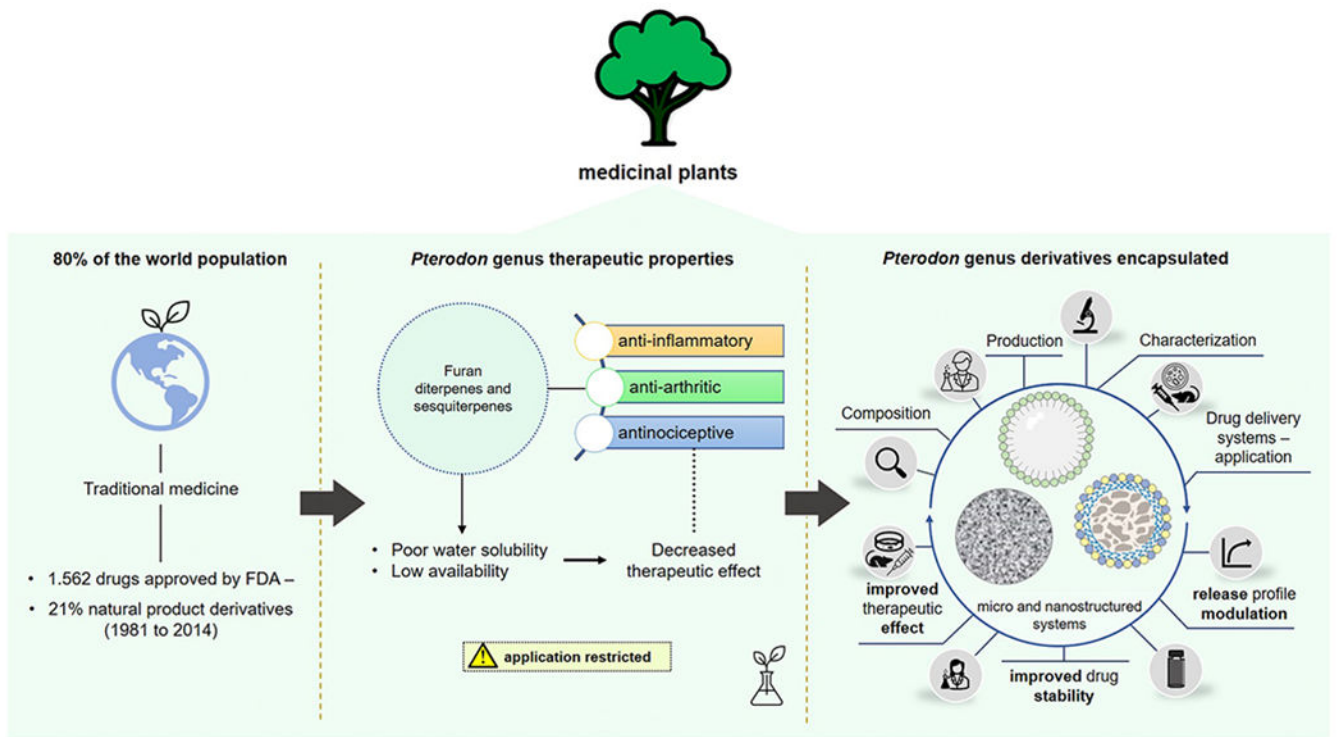 medicinal plants
80% of the world population
Traditional medicine
• 1.562 drugs approved by FDA –
• 21% natural product derivatives
(1981 to 2014)
Pterodon genus therapeutic properties
Furan
diterpenes and
sesquiterpenes
anti-inflammatory
anti-arthritic
antinociceptive
• Poor water solubility
• Low availability
Decreased
therapeutic effect
application restricted
Pterodon genus derivatives encapsulated
Production
Characterization
Composition
Drug delivery
systems –
application
improved
therapeutic
effect
micro and nanostructured
systems
release profile
modulation
improved drug
stability